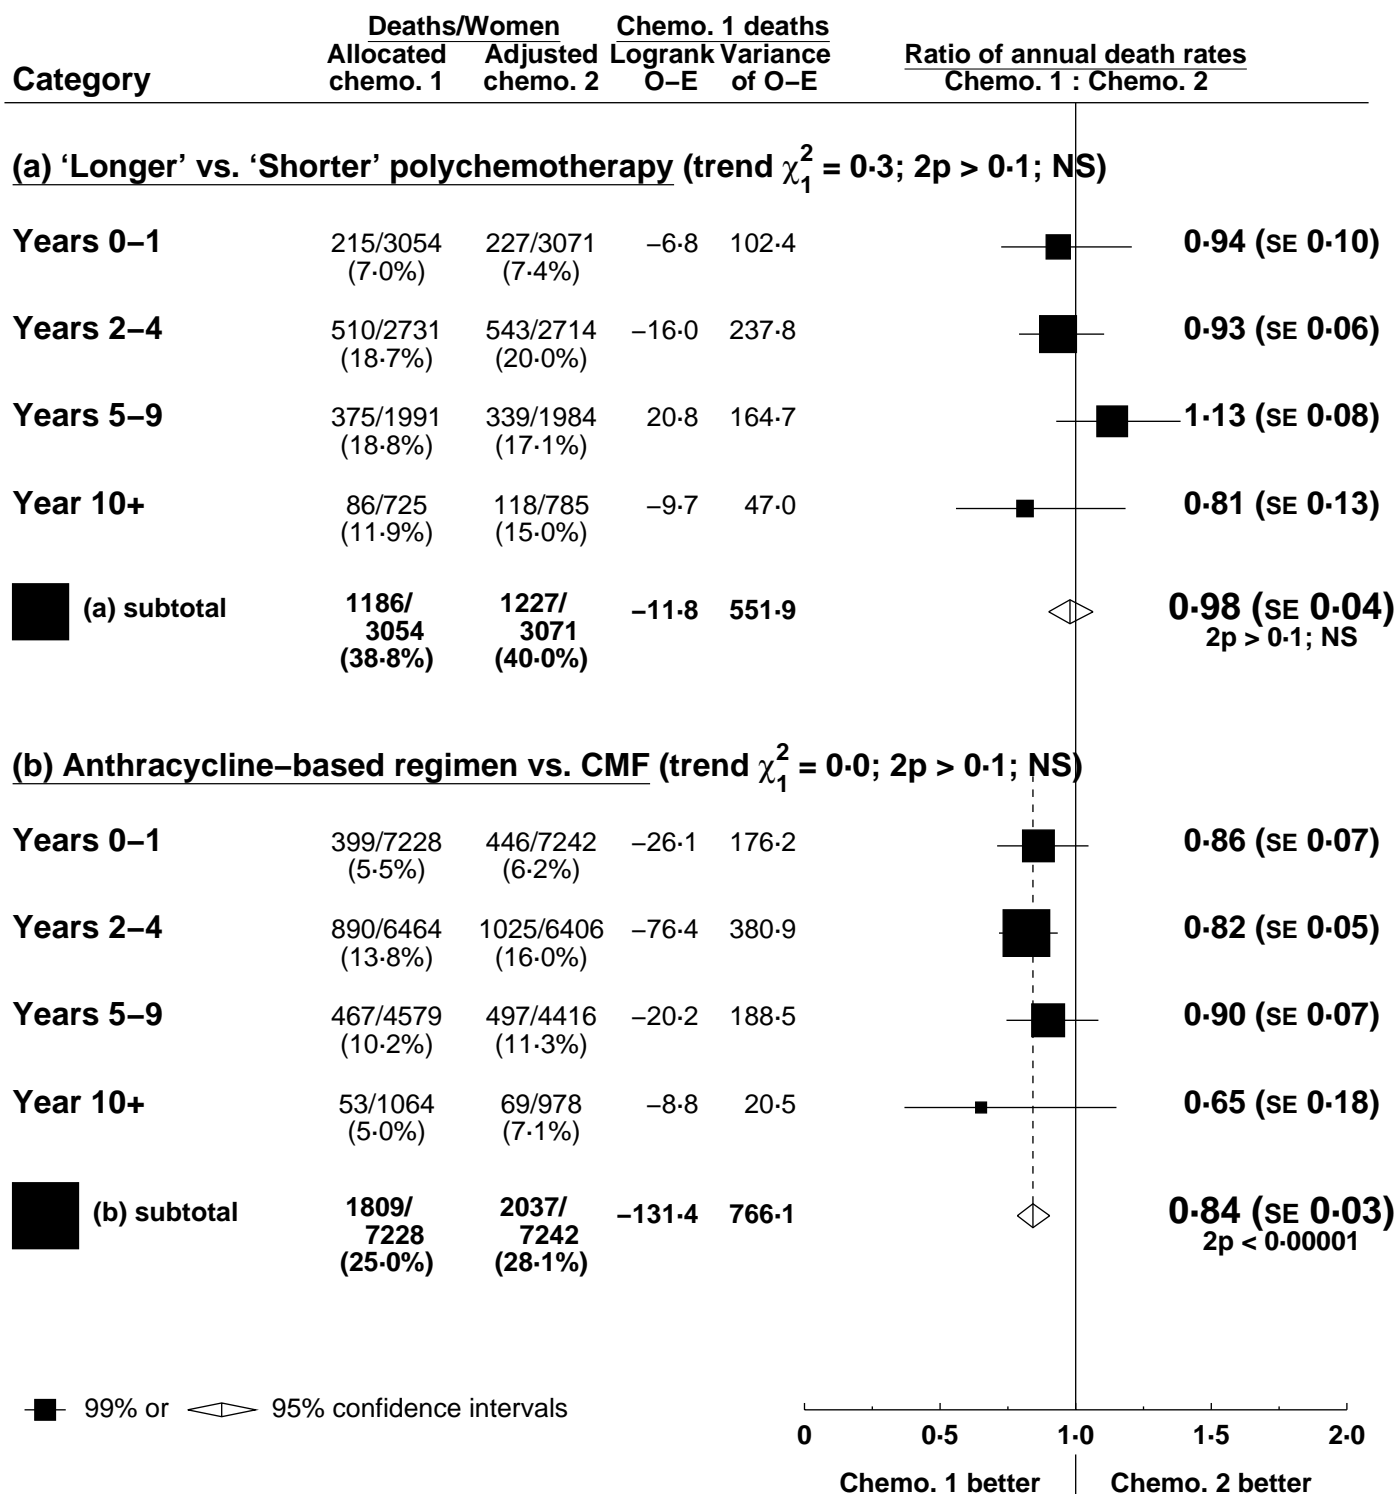 Deaths/Women Chemo. 1 deaths
Allocated Adjusted Logrank Variance Ratio of annual death rates
Category chemo. 1 chemo. 2 O–E of O–E Chemo. 1 : Chemo. 2
(a) ‘Longer’ vs. ‘Shorter’ polychemotherapy (trend χ²₁ = 0·3; 2p > 0·1; NS)
Years 0–1 215/3054 227/3071 –6·8 102·4 0·94 (SE 0·10)
(7·0%) (7·4%)
Years 2–4 510/2731 543/2714 –16·0 237·8 0·93 (SE 0·06)
(18·7%) (20·0%)
Years 5–9 375/1991 339/1984 20·8 164·7 1·13 (SE 0·08)
(18·8%) (17·1%)
Year 10+ 86/725 118/785 –9·7 47·0 0·81 (SE 0·13)
(11·9%) (15·0%)
(a) subtotal 1186/ 1227/ –11·8 551·9 0·98 (SE 0·04)
3054 3071 2p > 0·1; NS
(38·8%) (40·0%)
(b) Anthracycline–based regimen vs. CMF (trend χ²₁ = 0·0; 2p > 0·1; NS)
Years 0–1 399/7228 446/7242 –26·1 176·2 0·86 (SE 0·07)
(5·5%) (6·2%)
Years 2–4 890/6464 1025/6406 –76·4 380·9 0·82 (SE 0·05)
(13·8%) (16·0%)
Years 5–9 467/4579 497/4416 –20·2 188·5 0·90 (SE 0·07)
(10·2%) (11·3%)
Year 10+ 53/1064 69/978 –8·8 20·5 0·65 (SE 0·18)
(5·0%) (7·1%)
(b) subtotal 1809/ 2037/ –131·4 766·1 0·84 (SE 0·03)
7228 7242 2p < 0·00001
(25·0%) (28·1%)
99% or 95% confidence intervals
0 0·5 1·0 1·5 2·0
Chemo. 1 better Chemo. 2 better